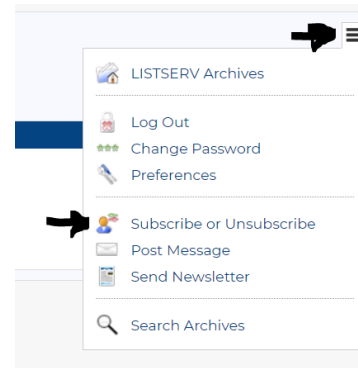 LISTSERV Archives
Log Out
Change Password
Preferences
Subscribe or Unsubscribe
Post Message
Send Newsletter
Search Archives